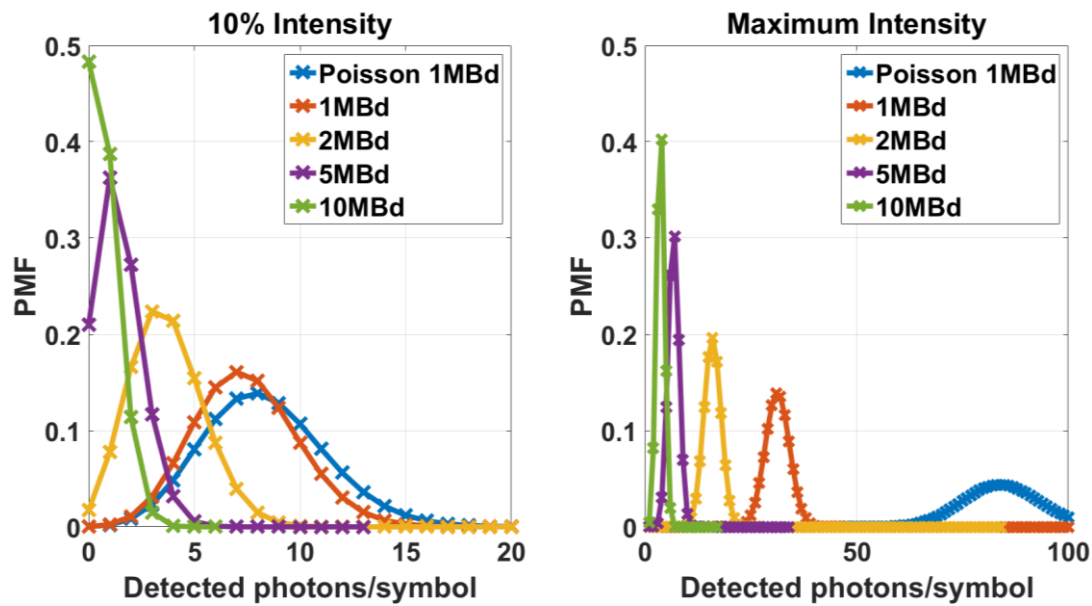 10% Intensity
0.5
0.4
0.3
0.2
0.1
0
PMF
Poisson 1MBd
1MBd
2MBd
5MBd
10MBd
0 5 10 15 20
Detected photons/symbol
Maximum Intensity
0.5
0.4
0.3
0.2
0.1
0
PMF
Poisson 1MBd
1MBd
2MBd
5MBd
10MBd
0 50 100
Detected photons/symbol